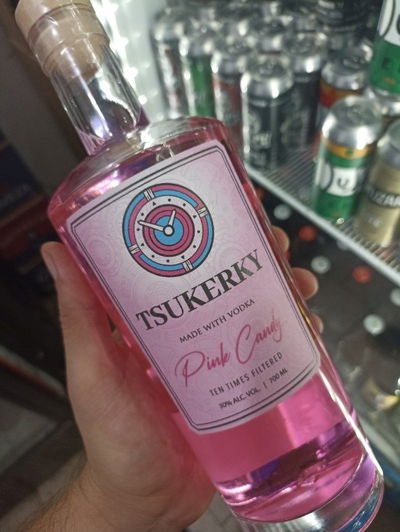 TSUKERKY
MADE WITH VODKA
Pink Candy
TEN TIMES FILTERED
30% ALC. VOL. | 700 ML